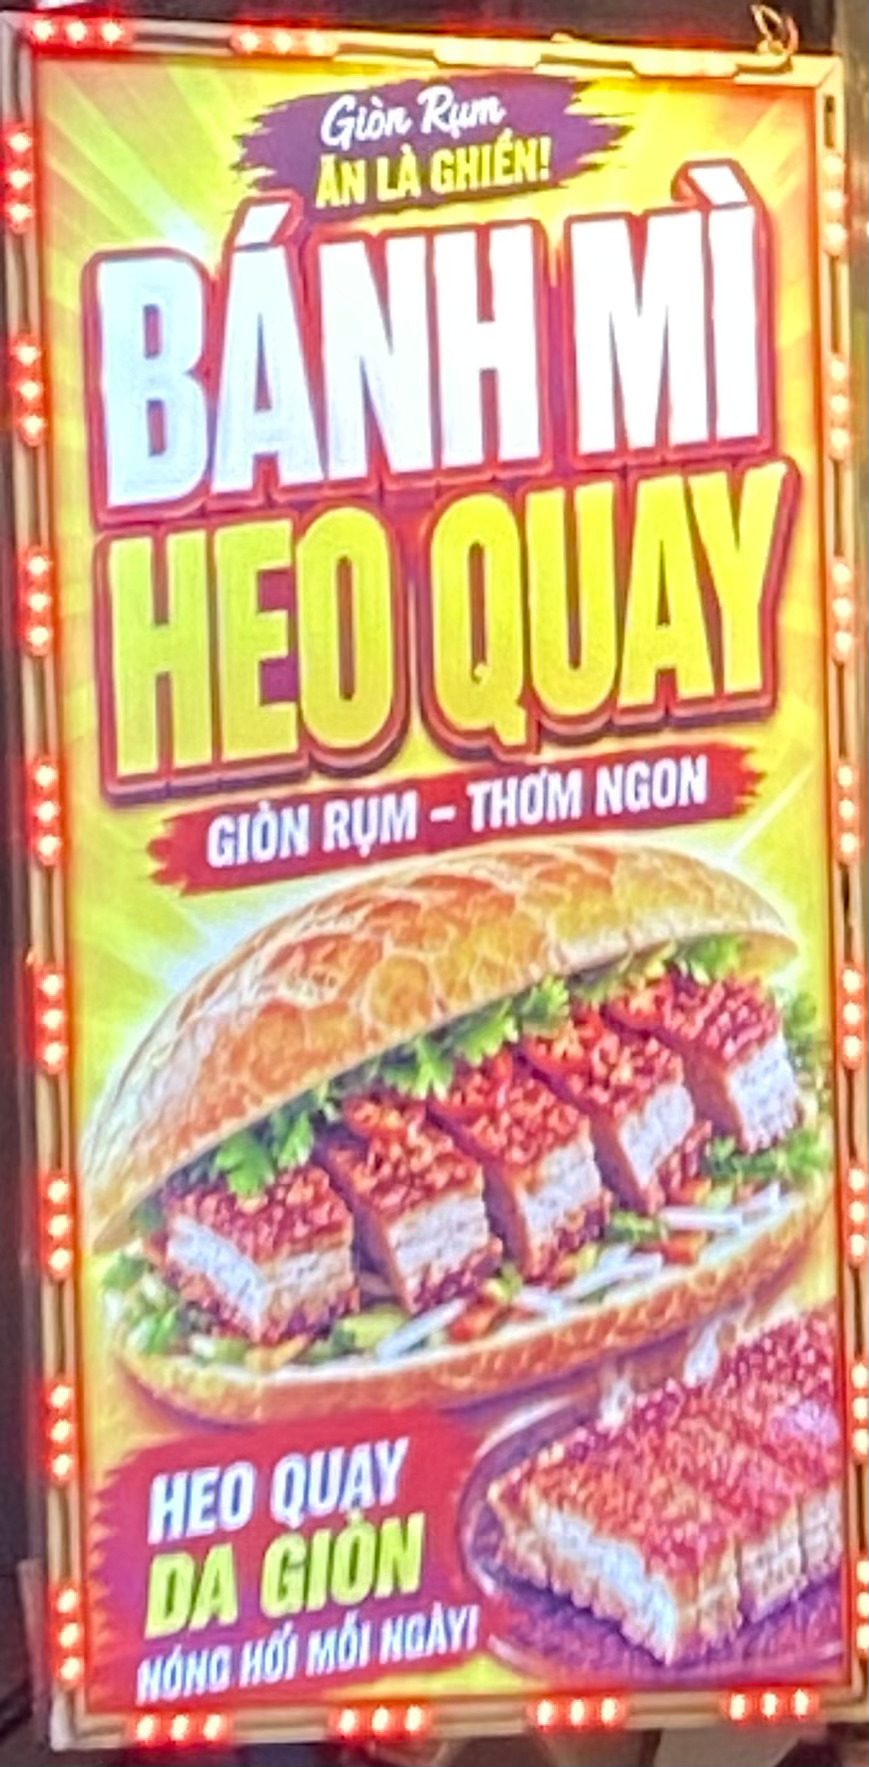 Giòn Rụm
ĂN LÀ GHIỀN!
BÁNH MÌ
HEO QUAY
GIÒN RỤM - THƠM NGON
HEO QUAY
DA GIÒN
NÓNG HỔI MỖI NGÀY!